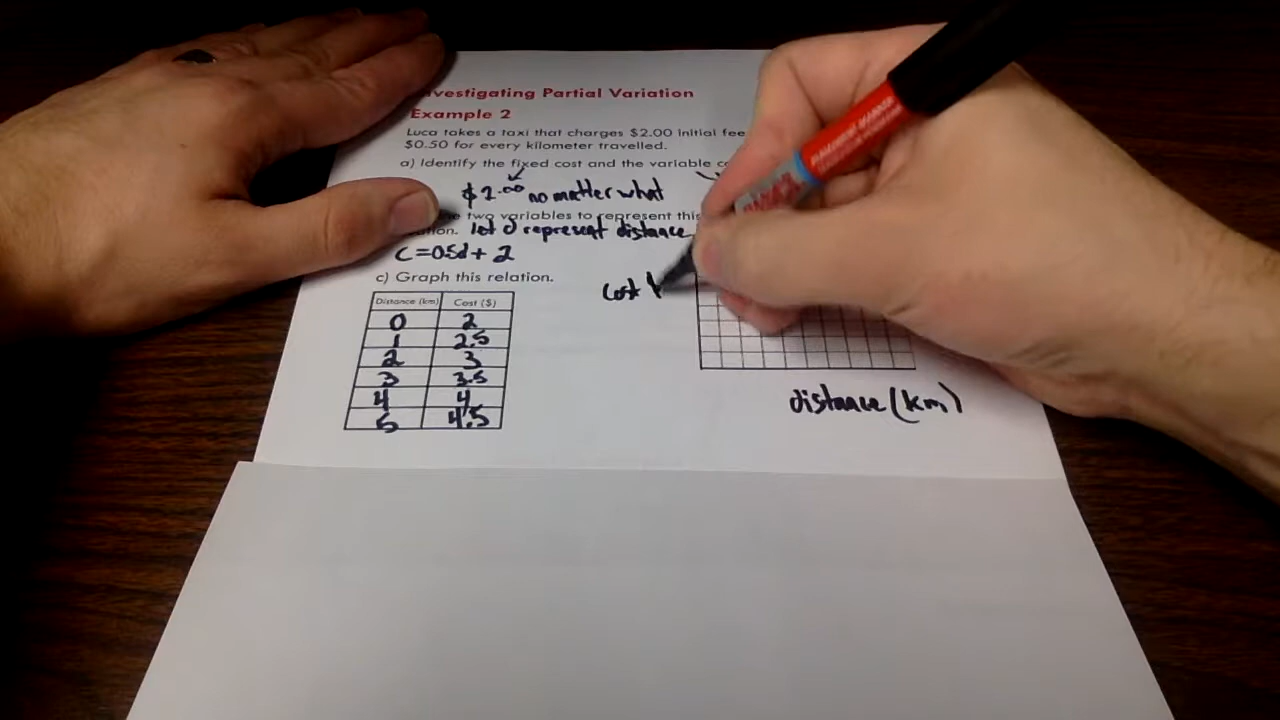 nvestigating Partial Variation
Example 2
Luca takes a taxi that charges $2.00 initial fee
$0.50 for every kilometer travelled.
a) Identify the fixed cost and the variable
$2.00 no matter what
two variables to represent this
let d represent distance
C=0.5d+2
c) Graph this relation.
Cost
Distance (km) Cost ($)
0 2
1 2.5
2 3
3 3.5
4 4
5 4.5
distance (km)
PERMANENT MARKER